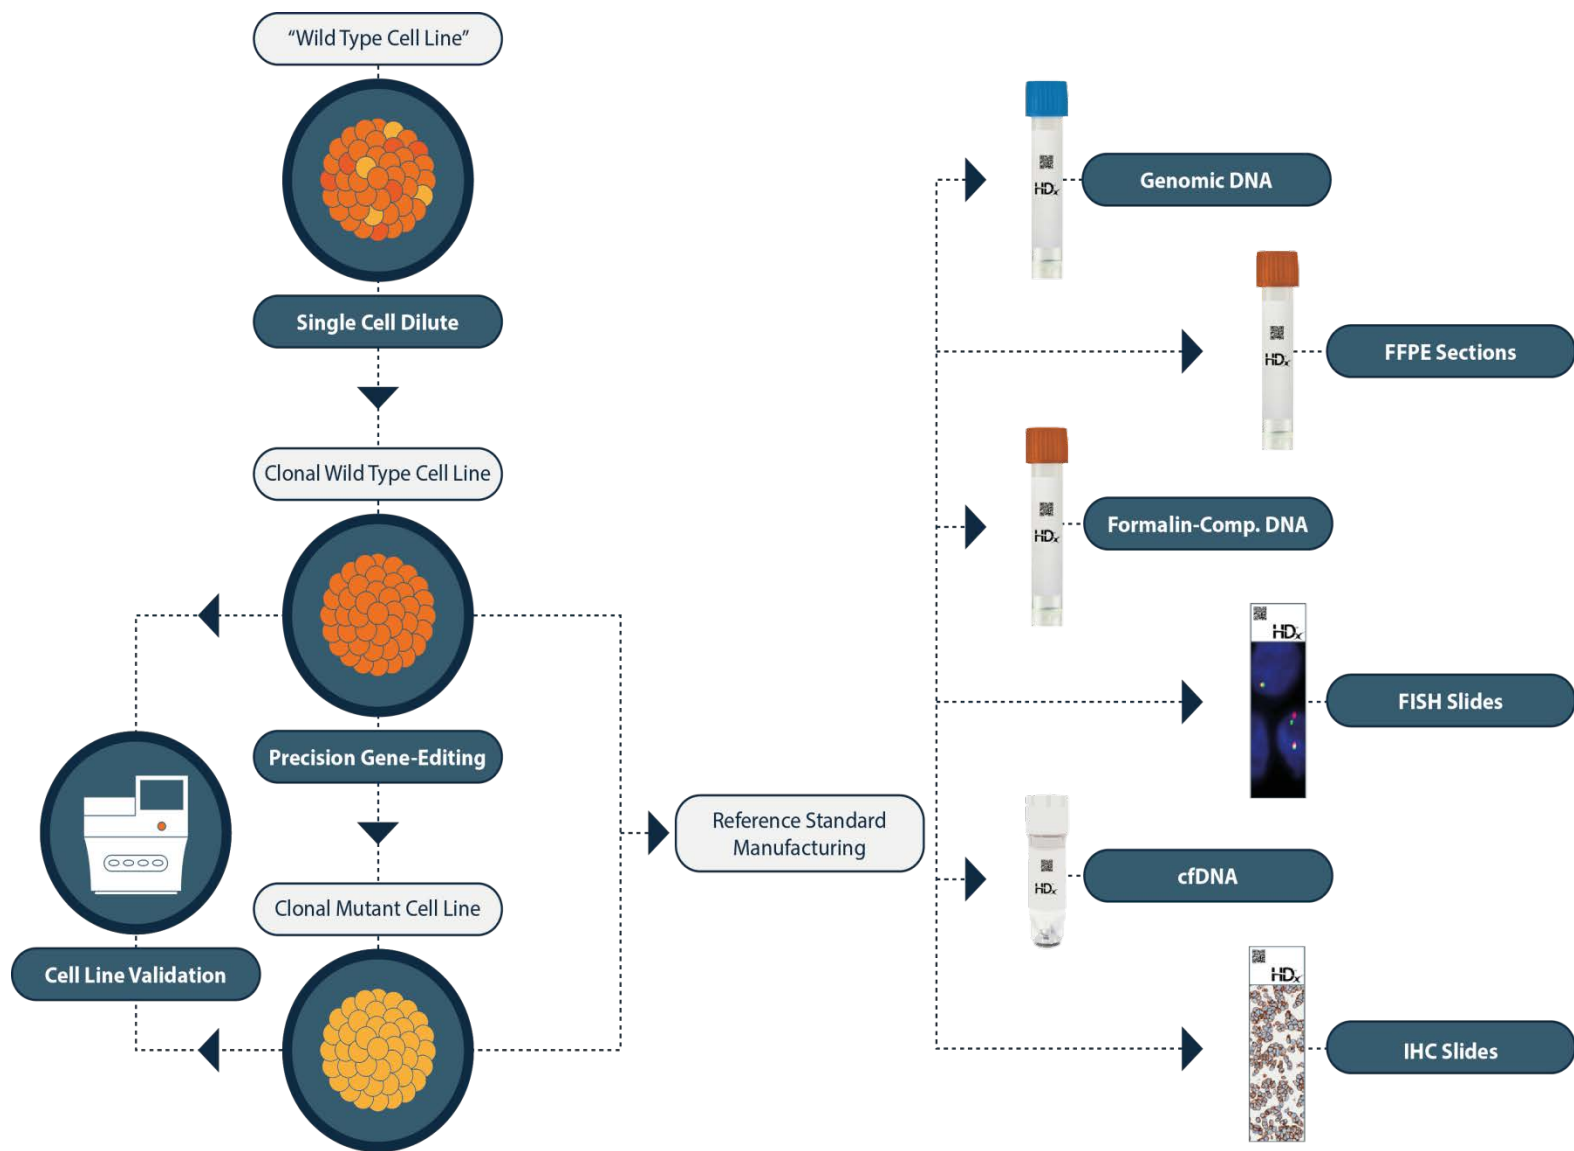 “Wild Type Cell Line”
Single Cell Dilute
Clonal Wild Type Cell Line
Precision Gene-Editing
Clonal Mutant Cell Line
Cell Line Validation
Reference Standard
Manufacturing
HDx
Genomic DNA
HDx
FFPE Sections
HDx
Formalin-Comp. DNA
HDx
FISH Slides
HDx
cfDNA
HDx
IHC Slides